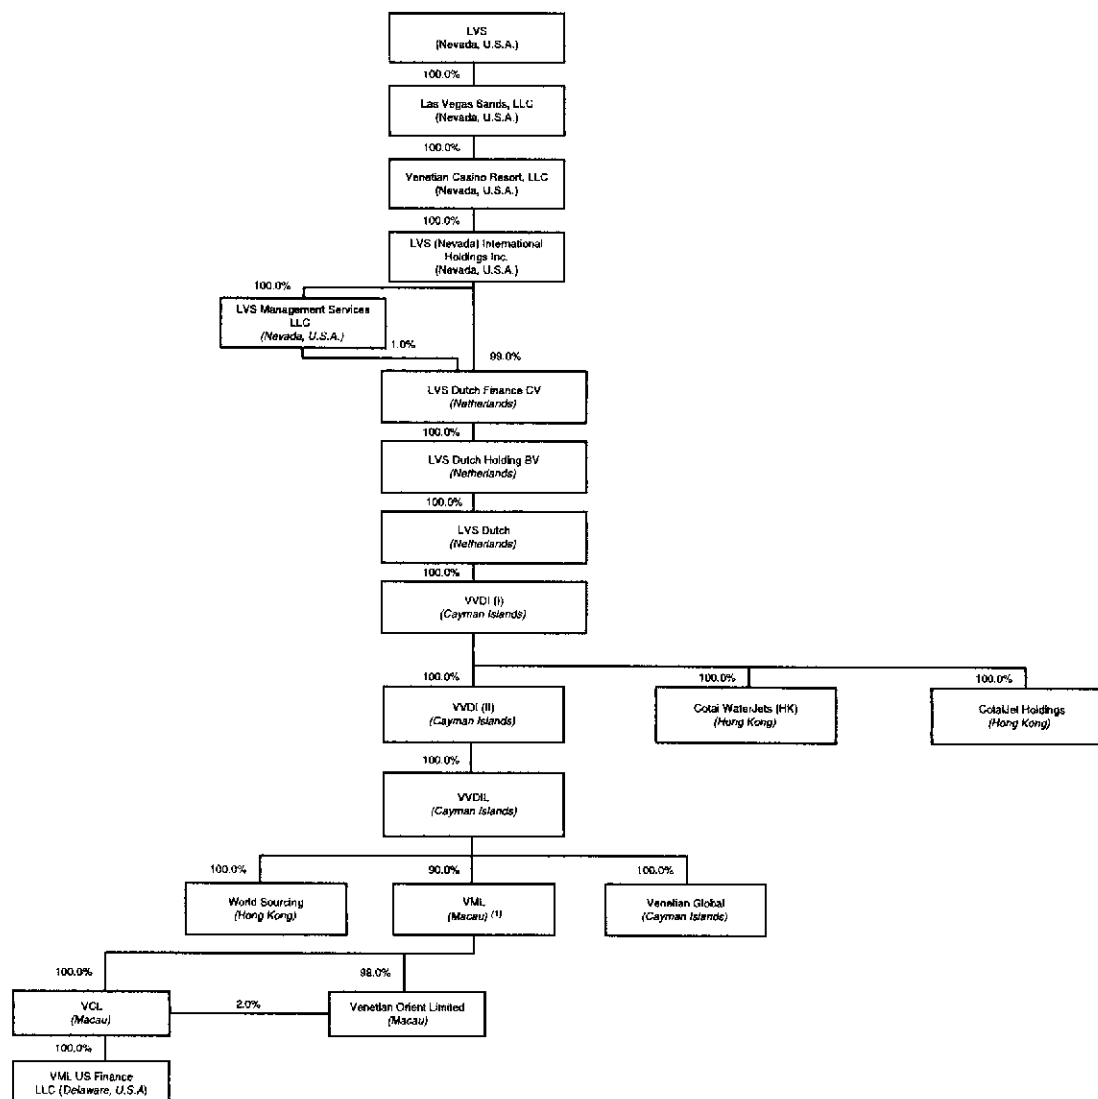 LVS
(Nevada, U.S.A.)
100.0%
Las Vegas Sands, LLC
(Nevada, U.S.A.)
100.0%
Venetian Casino Resort, LLC
(Nevada, U.S.A.)
100.0%
LVS (Nevada) International
Holdings Inc.
(Nevada, U.S.A.)
100.0%
LVS Management Services
LLC
(Nevada, U.S.A.)
1.0%
99.0%
LVS Dutch Finance CV
(Netherlands)
100.0%
LVS Dutch Holding BV
(Netherlands)
100.0%
LVS Dutch
(Netherlands)
100.0%
VVDI (I)
(Cayman Islands)
100.0%
100.0%
100.0%
VVDI (II)
(Cayman Islands)
Cotai WaterJets (HK)
(Hong Kong)
CotaiJet Holdings
(Hong Kong)
100.0%
VVDIL
(Cayman Islands)
100.0%
90.0%
100.0%
World Sourcing
(Hong Kong)
VML
(Macau) (1)
Venetian Global
(Cayman Islands)
100.0%
98.0%
VCL
(Macau)
2.0%
Venetian Orient Limited
(Macau)
100.0%
VML US Finance
LLC (Delaware, U.S.A)